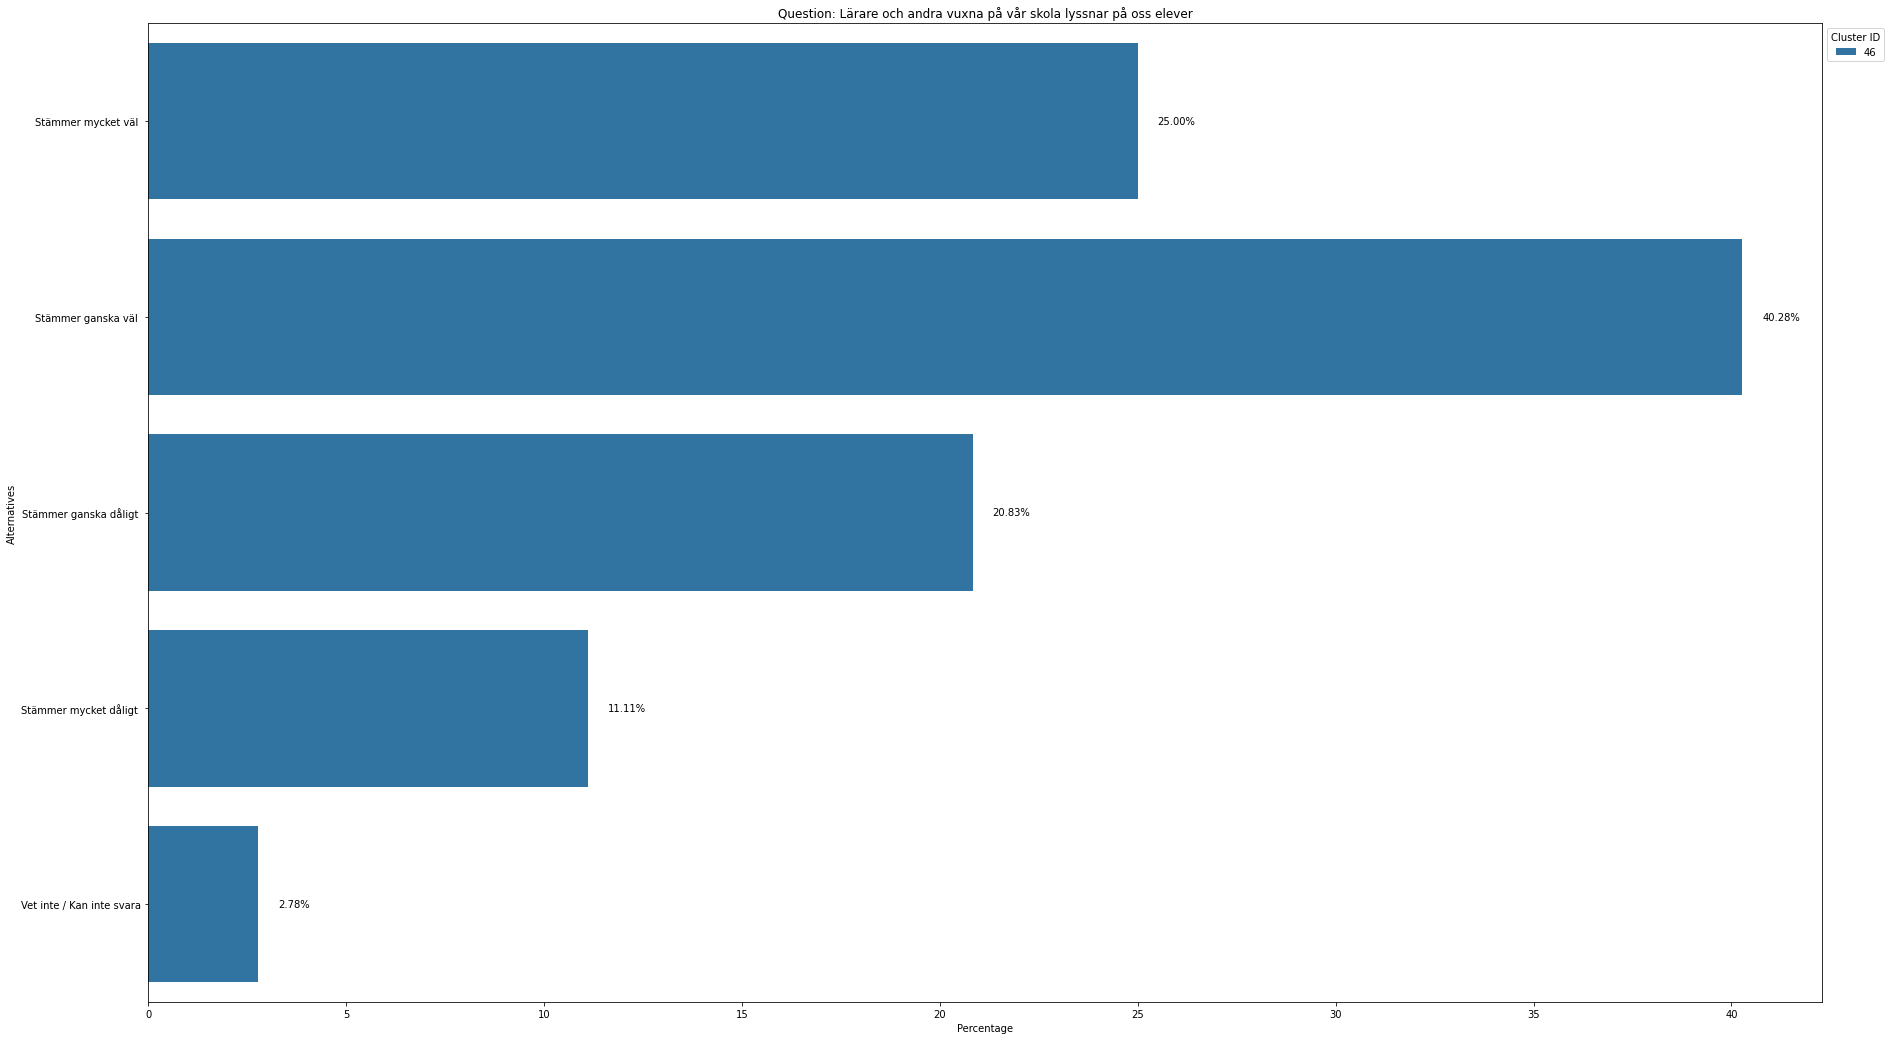 Question: Lärare och andra vuxna på vår skola lyssnar på oss elever
Cluster ID
46
Alternatives
Stämmer mycket väl
25.00%
Stämmer ganska väl
40.28%
Stämmer ganska dåligt
20.83%
Stämmer mycket dåligt
11.11%
Vet inte / Kan inte svara
2.78%
0 5 10 15 20 25 30 35 40
Percentage